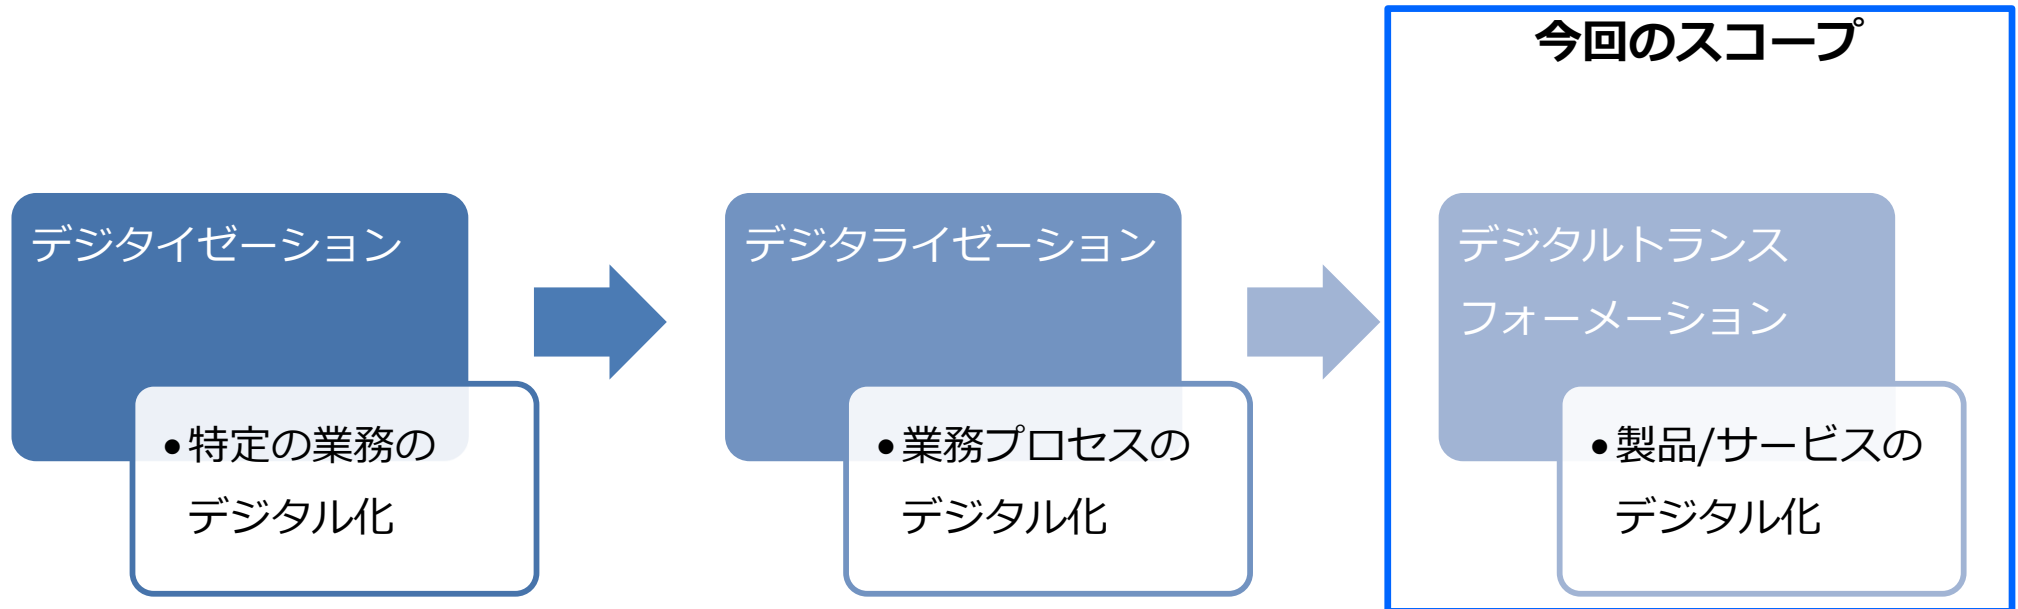 今回のスコープ
デジタイゼーション
•特定の業務の
デジタル化
デジタライゼーション
•業務プロセスの
デジタル化
デジタルトランス
フォーメーション
•製品/サービスの
デジタル化